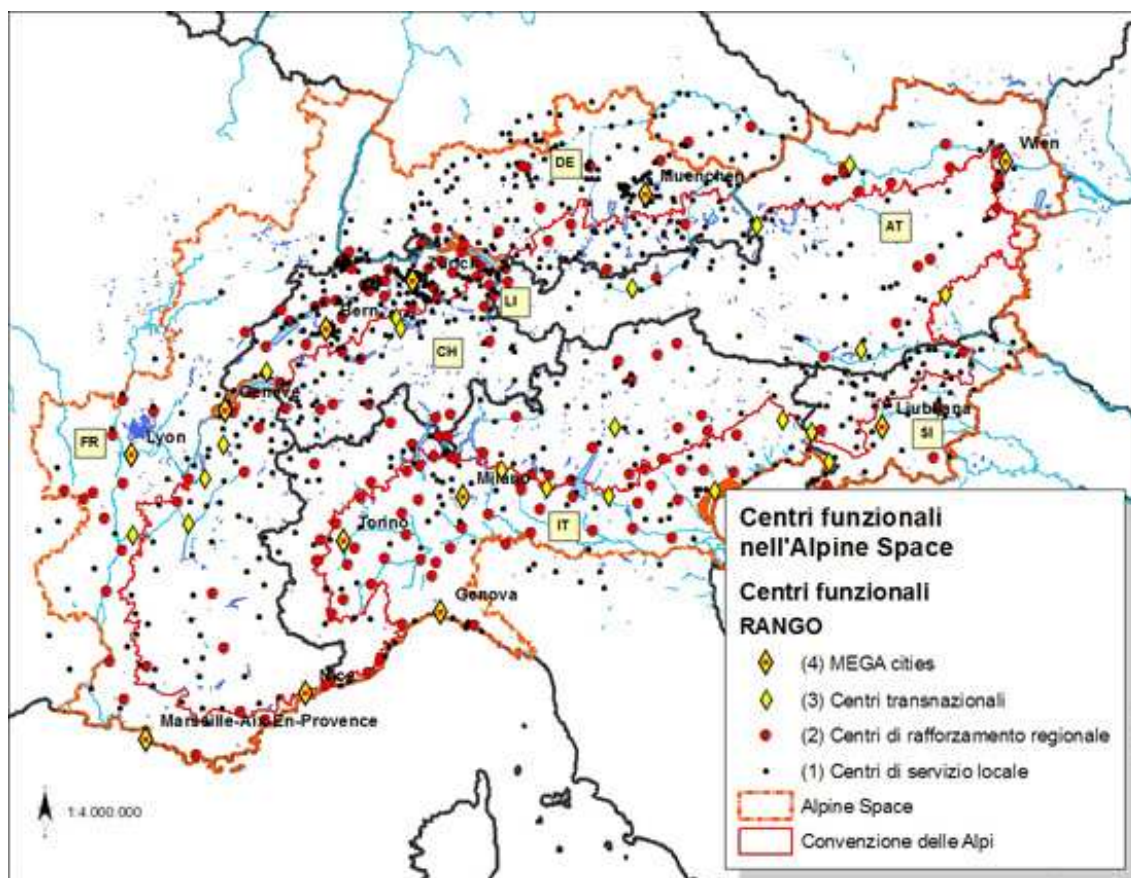 Wien
DE
Muenchen
AT
LI
Bern
CH
Geneve
Ljubljana
FR
Lyon
SI
Milano
IT
Torino
Genova
Nice
Marseille-Aix-En-Provence
Centri funzionali
nell'Alpine Space
Centri funzionali
RANGO
(4) MEGA cities
(3) Centri transnazionali
(2) Centri di rafforzamento regionale
(1) Centri di servizio locale
Alpine Space
Convenzione delle Alpi
1:4.000.000